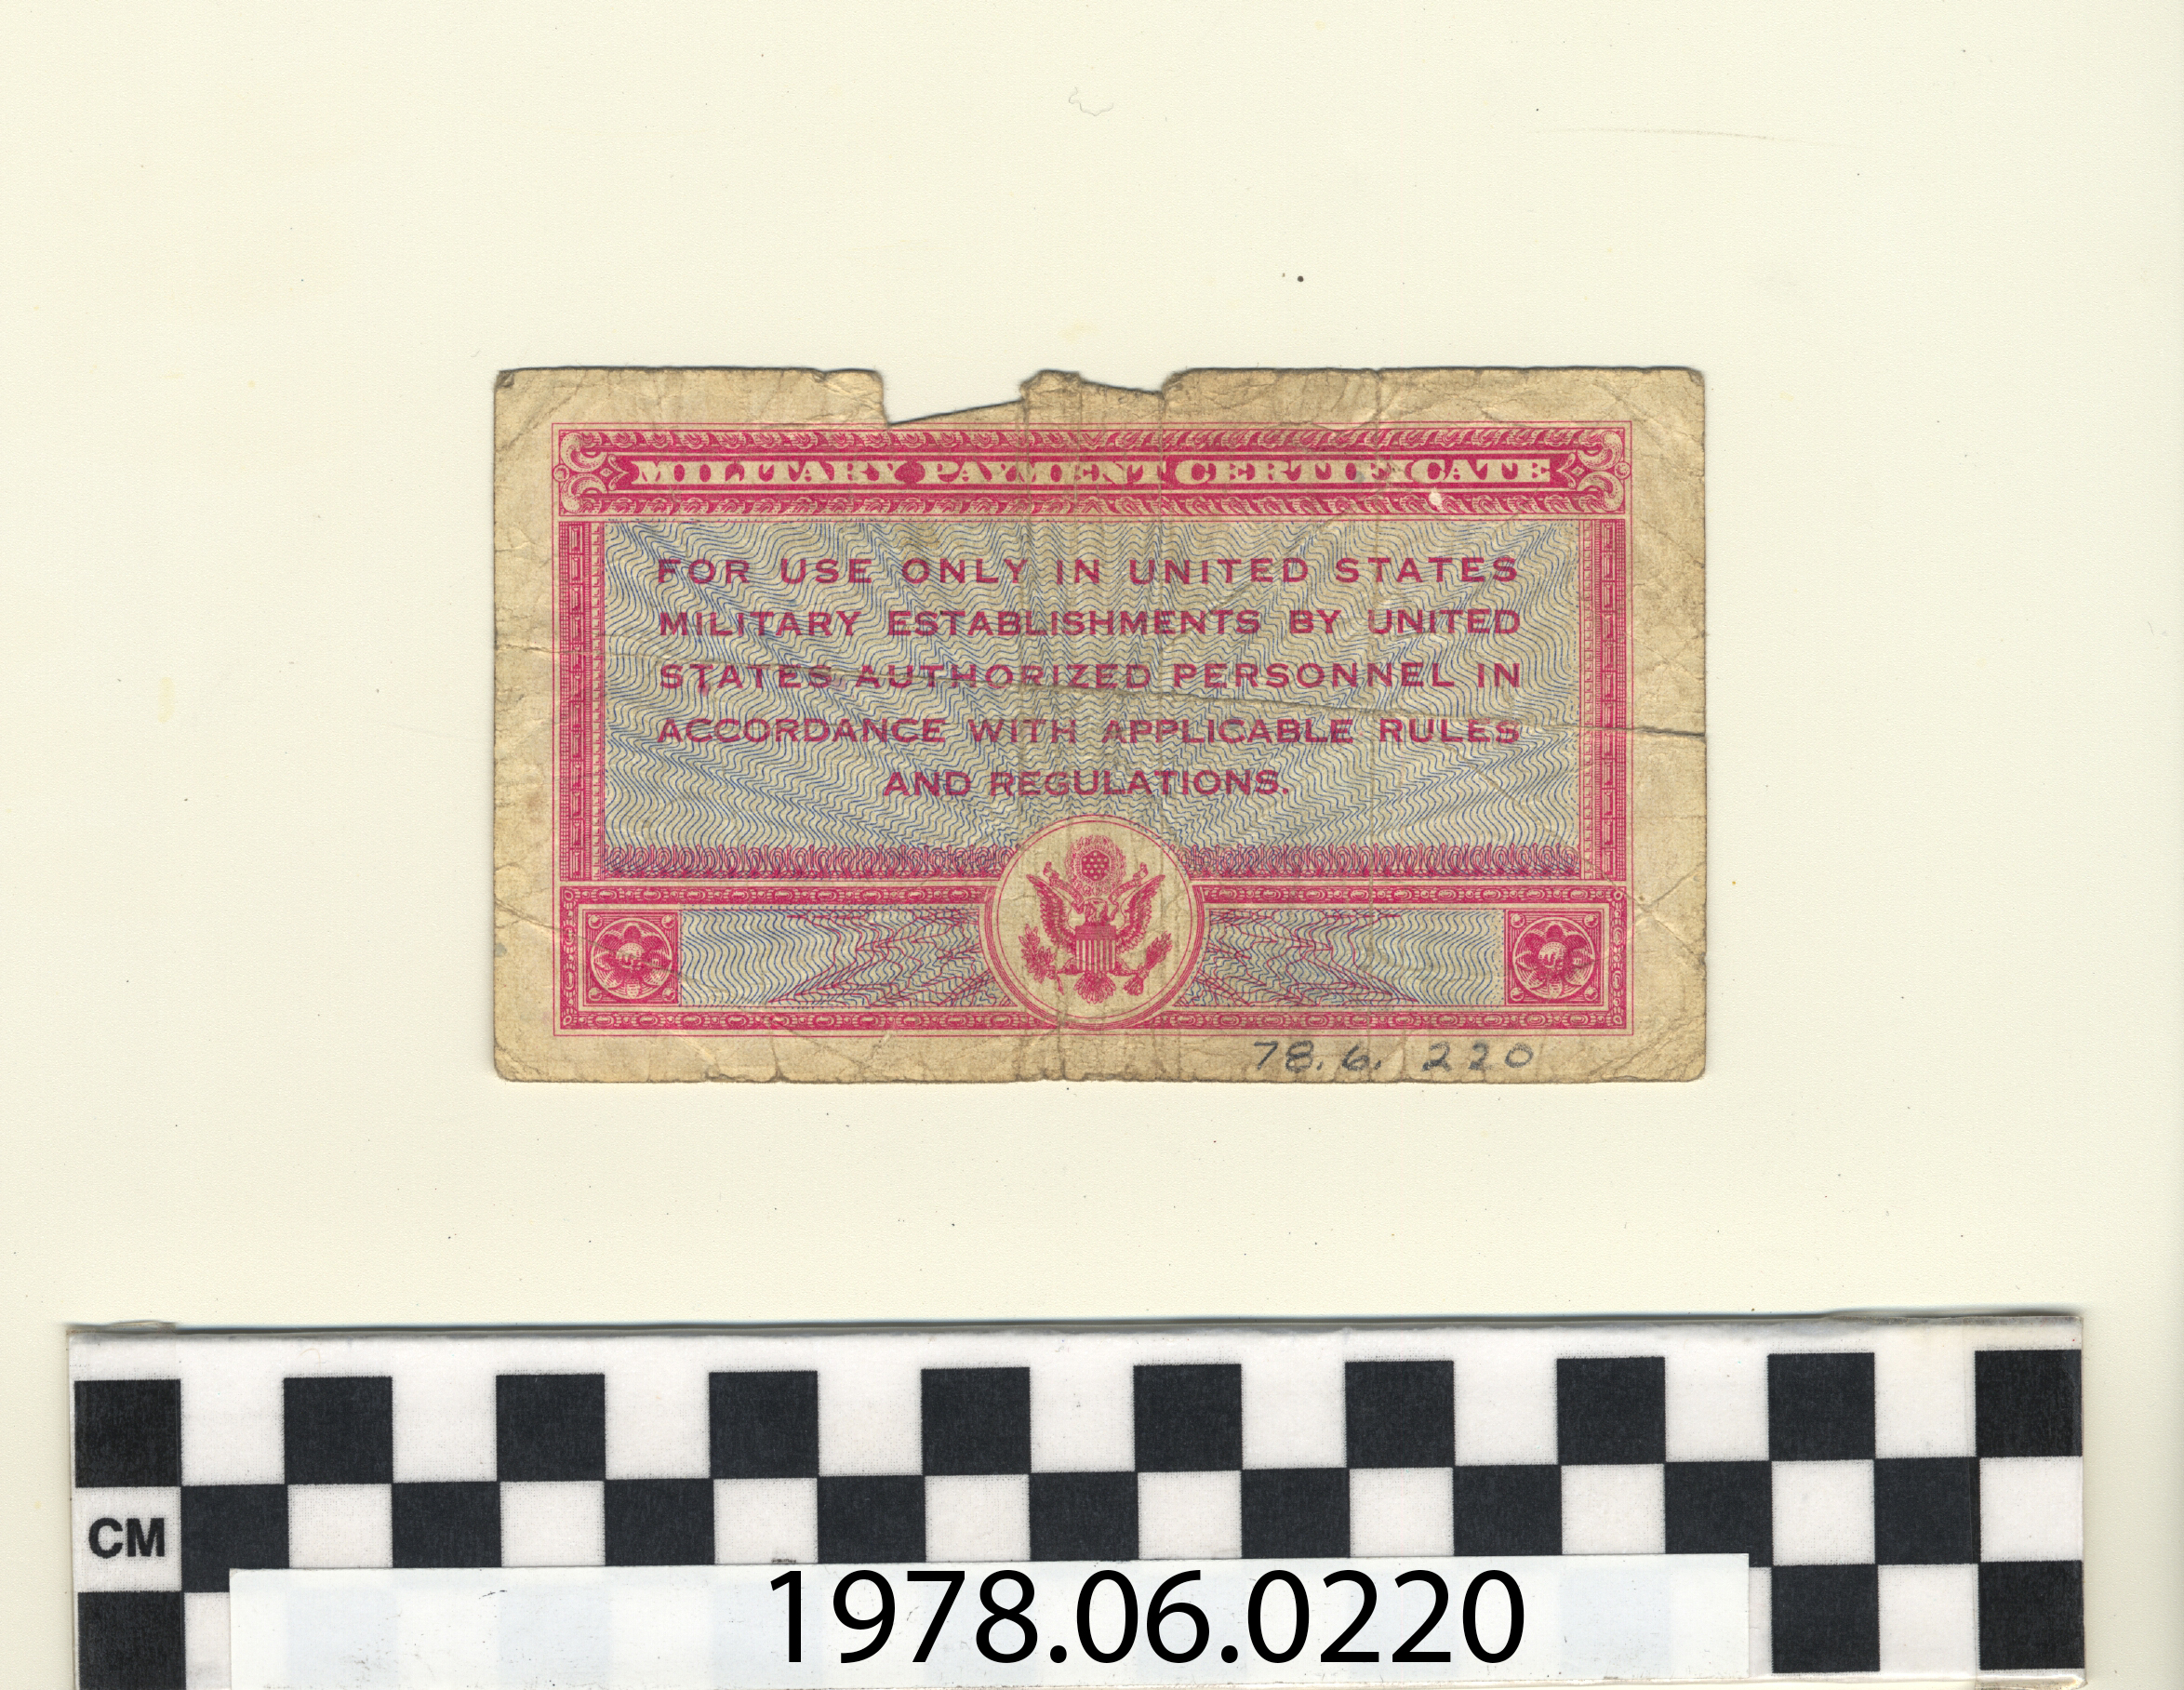 MILITARY PAYMENT CERTIFICATE
FOR USE ONLY IN UNITED STATES
MILITARY ESTABLISHMENTS BY UNITED
STATES AUTHORIZED PERSONNEL IN
ACCORDANCE WITH APPLICABLE RULES
AND REGULATIONS.
78.6. 220
CM
1978.06.0220